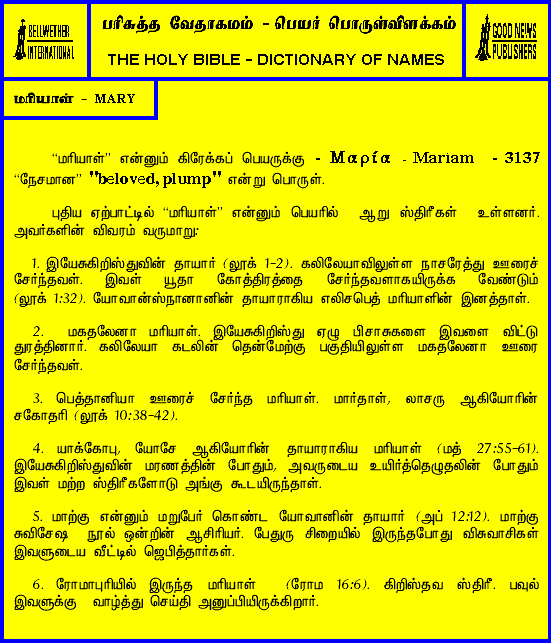 BELLWETHER
INTERNATIONAL
பரிசுத்த வேதாகமம் - பெயர் பொருள்விளக்கம்
THE HOLY BIBLE - DICTIONARY OF NAMES
GOOD NEWS
PUBLISHERS
மரியாள் - MARY
"மரியாள்" என்னும் கிரேக்கப் பெயருக்கு - Μαρία - Mariam - 3137
"நேசமான" "beloved, plump" என்று பொருள்.
புதிய ஏற்பாட்டில் "மரியாள்" என்னும் பெயரில் ஆறு ஸ்திரீகள் உள்ளனர்.
அவர்களின் விவரம் வருமாறு:
1. இயேசுகிறிஸ்துவின் தாயார் (லூக் 1-2). கலிலேயாவிலுள்ள நாசரேத்து ஊரைச்
சேர்ந்தவள். இவள் யூதா கோத்திரத்தை சேர்ந்தவளாகயிருக்க வேண்டும்
(லூக் 1:32). யோவான்ஸ்நானானின் தாயாராகிய எலிசபெத் மரியாளின் இனத்தாள்.
2. மகதலேனா மரியாள். இயேசுகிறிஸ்து ஏழு பிசாசுகளை இவளை விட்டு
துரத்தினார். கலிலேயா கடலின் தென்மேற்கு பகுதியிலுள்ள மகதலேனா ஊரை
சேர்ந்தவள்.
3. பெத்தானியா ஊரைச் சேர்ந்த மரியாள். மார்தாள், லாசரு ஆகியோரின்
சகோதரி (லூக் 10:38-42).
4. யாக்கோபு, யோசே ஆகியோரின் தாயாராகிய மரியாள் (மத் 27:55-61).
இயேசுகிறிஸ்துவின் மரணத்தின் போதும், அவருடைய உயிர்த்தெழுதலின் போதும்
இவள் மற்ற ஸ்திரீகளோடு அங்கு கூடயிருந்தாள்.
5. மாற்கு என்னும் மறுபேர் கொண்ட யோவானின் தாயார் (அப் 12:12). மாற்கு
சுவிசேஷ நூல் ஒன்றின் ஆசிரியர். பேதுரு சிறையில் இருந்தபோது விசுவாசிகள்
இவளுடைய வீட்டில் ஜெபித்தார்கள்.
6. ரோமாபுரியில் இருந்த மரியாள் (ரோம 16:6). கிறிஸ்தவ ஸ்திரீ. பவுல்
இவளுக்கு வாழ்த்து செய்தி அனுப்பியிருக்கிறார்.